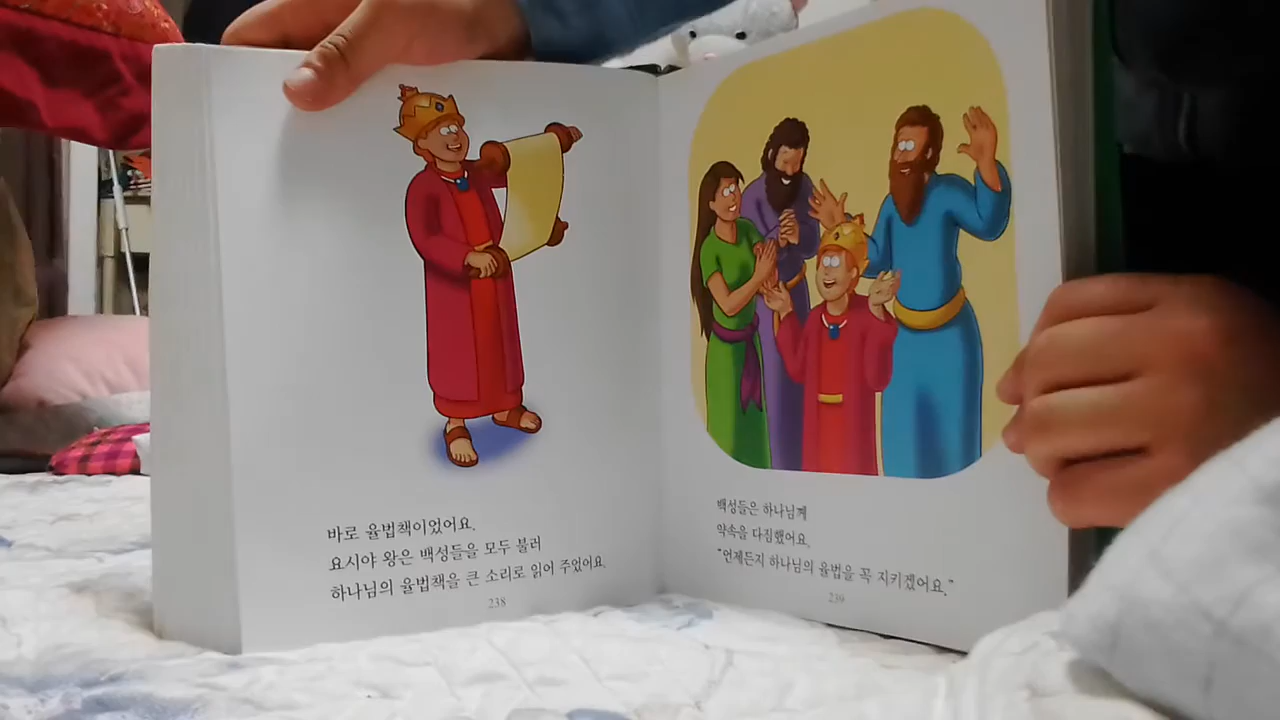 바로 율법책이었어요.
요시야 왕은 백성들을 모두 불러
하나님의 율법책을 큰 소리로 읽어 주었어요.
238
백성들은 하나님께
약속을 다짐했어요.
"언제든지 하나님의 율법을 꼭 지키겠어요."
239